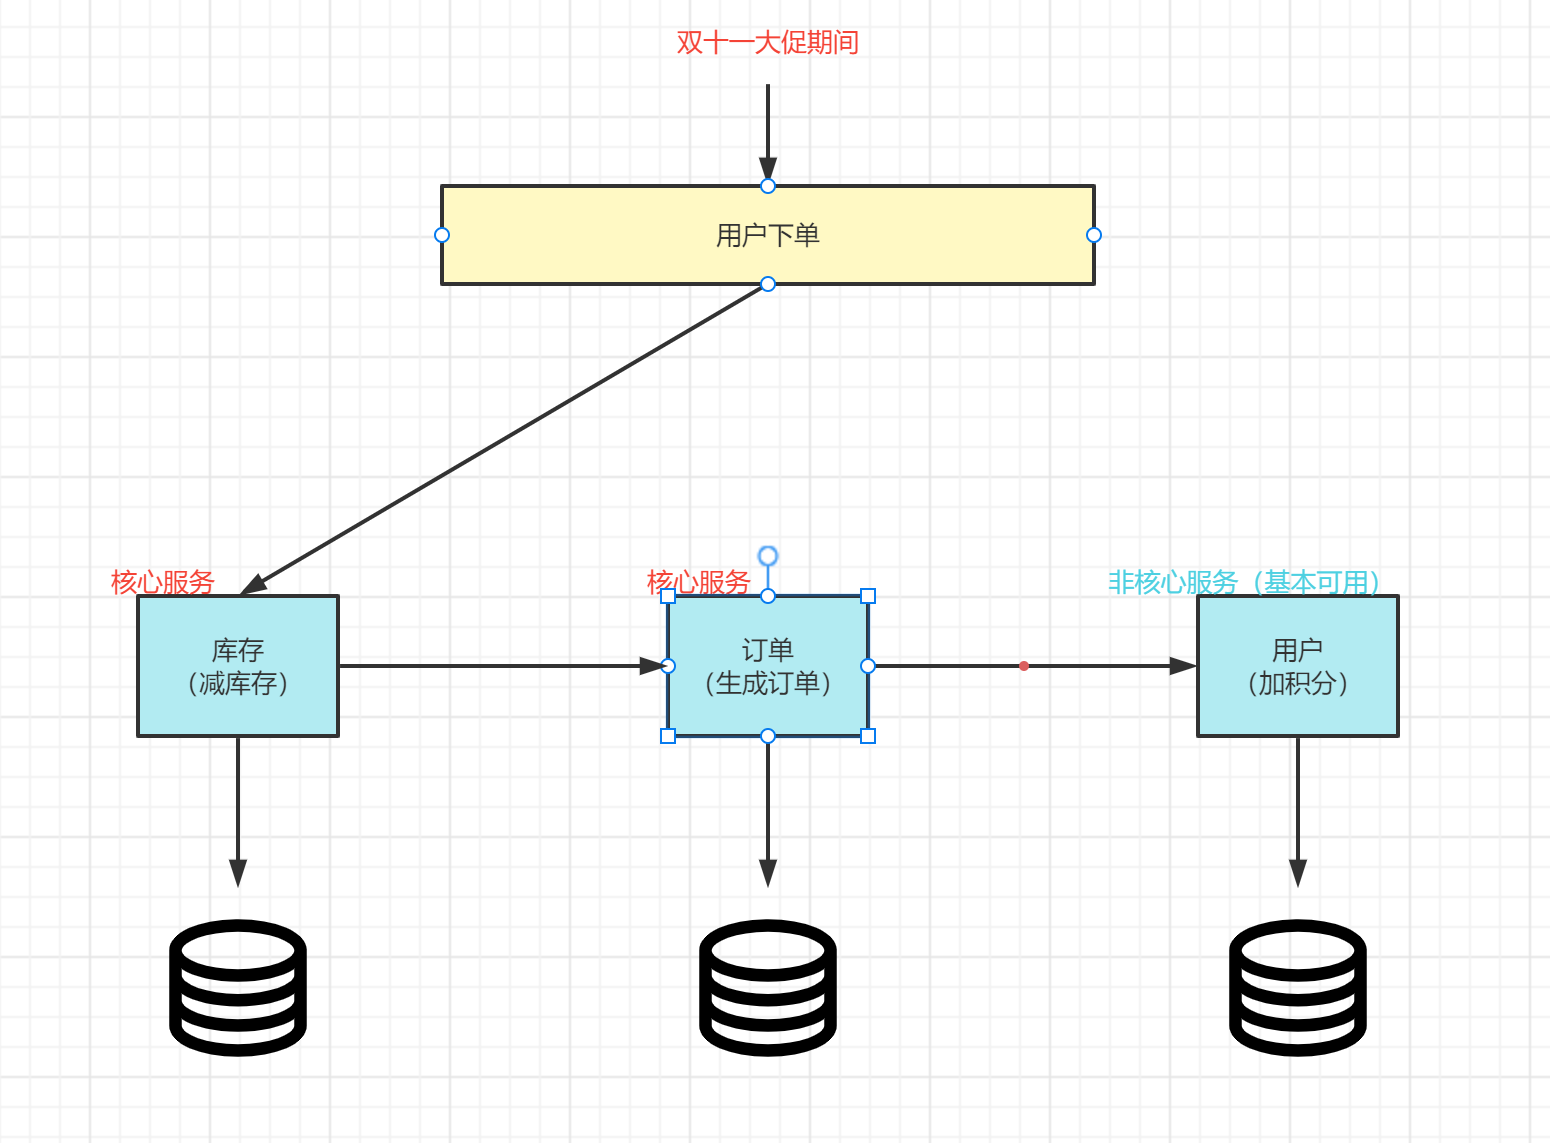 双十一大促期间
用户下单
核心服务
核心服务
非核心服务（基本可用）
库存
（减库存）
订单
（生成订单）
用户
（加积分）